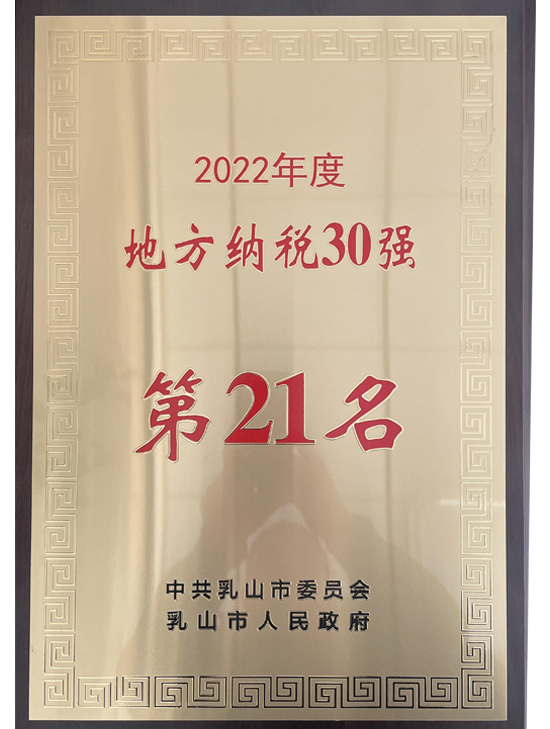 2022年度
地方纳税30强
第21名
中共乳山市委员会
乳山市人民政府